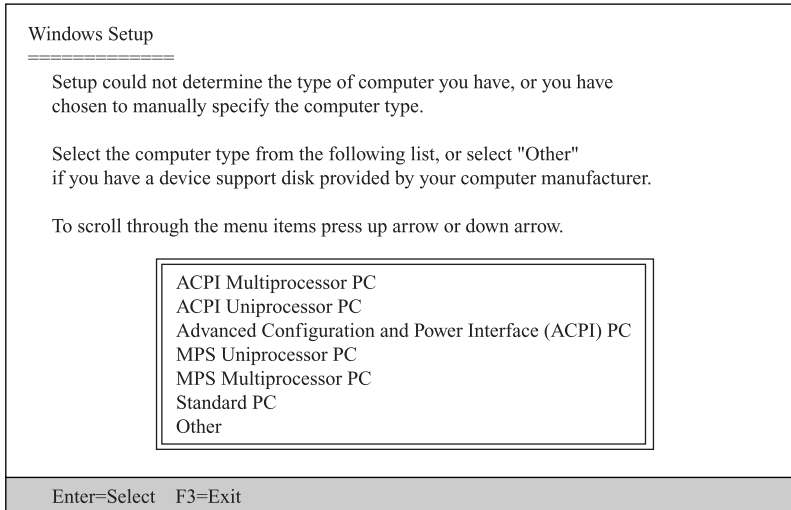 Windows Setup
=============
Setup could not determine the type of computer you have, or you have
chosen to manually specify the computer type.
Select the computer type from the following list, or select "Other"
if you have a device support disk provided by your computer manufacturer.
To scroll through the menu items press up arrow or down arrow.
ACPI Multiprocessor PC
ACPI Uniprocessor PC
Advanced Configuration and Power Interface (ACPI) PC
MPS Uniprocessor PC
MPS Multiprocessor PC
Standard PC
Other
Enter=Select F3=Exit